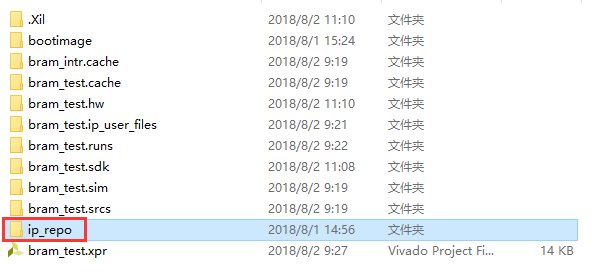 .Xil 2018/8/2 11:10 文件夹
bootimage 2018/8/1 15:24 文件夹
bram_intr.cache 2018/8/2 9:19 文件夹
bram_test.cache 2018/8/2 9:19 文件夹
bram_test.hw 2018/8/2 11:10 文件夹
bram_test.ip_user_files 2018/8/2 9:21 文件夹
bram_test.runs 2018/8/2 9:22 文件夹
bram_test.sdk 2018/8/2 11:08 文件夹
bram_test.sim 2018/8/2 9:19 文件夹
bram_test.srcs 2018/8/2 9:19 文件夹
ip_repo 2018/8/1 14:56 文件夹
bram_test.xpr 2018/8/2 9:27 Vivado Project Fi... 14 KB